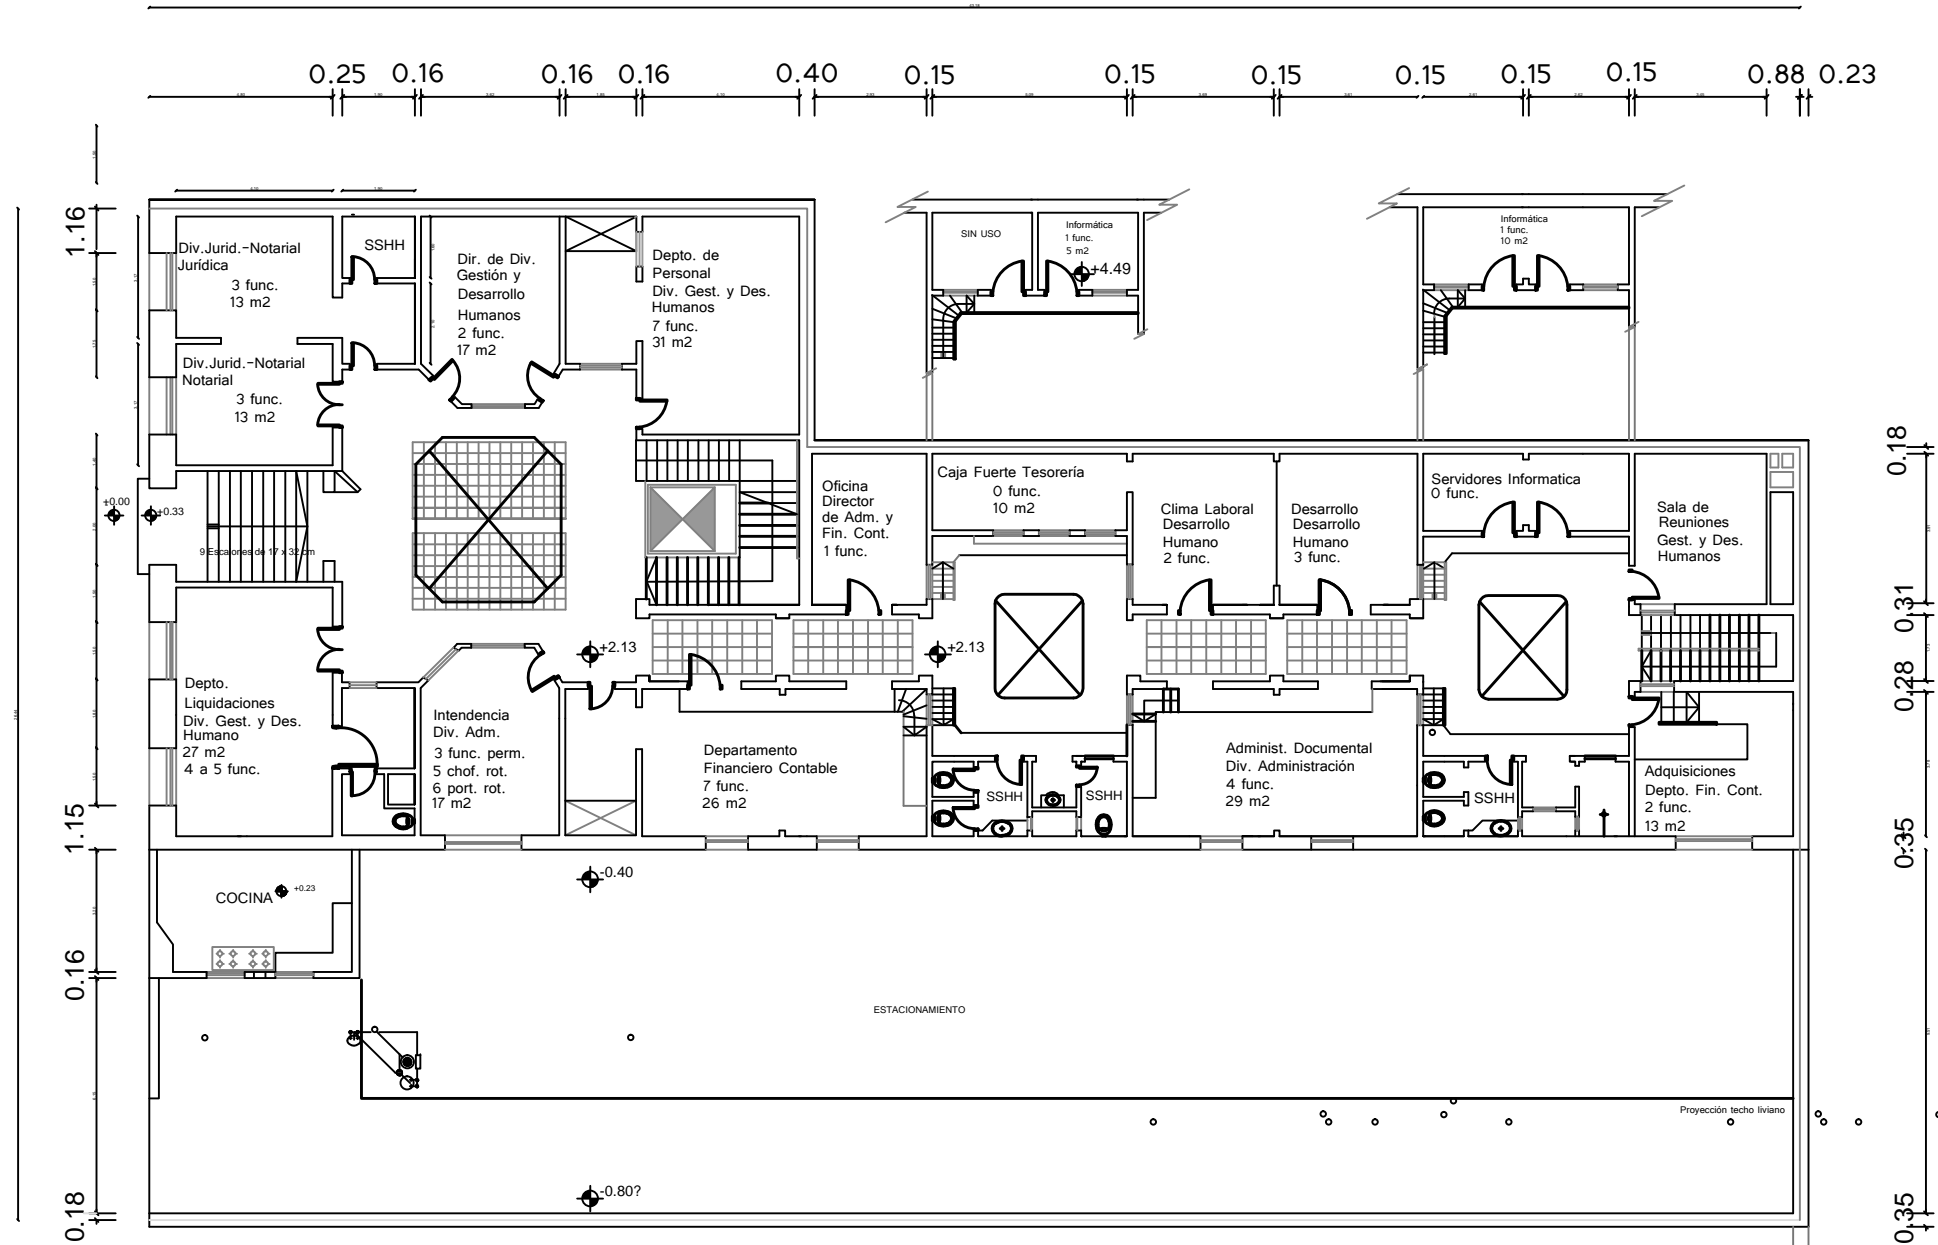 0.25
0.16
0.16
0.16
0.40
0.15
0.15
0.15
0.15
0.15
0.15
0.88
0.23
1.16
Div.Jurid.-Notarial
Jurídica
3 func.
13 m2
SSHH
Dir. de Div.
Gestión y
Desarrollo
Humanos
2 func.
17 m2
Depto. de
Personal
Div. Gest. y Des.
Humanos
7 func.
31 m2
SIN USO
Informática
1 func.
5 m2
+4.49
Informática
1 func.
10 m2
Div.Jurid.-Notarial
Notarial
3 func.
13 m2
0.18
+0.00
+0.33
9 Escalones de 17 x 32 cm
Oficina
Director
de Adm. y
Fin. Cont.
1 func.
Caja Fuerte Tesorería
0 func.
10 m2
Clima Laboral
Desarrollo
Humano
2 func.
Desarrollo
Desarrollo
Humano
3 func.
Servidores Informatica
0 func.
Sala de
Reuniones
Gest. y Des.
Humanos
0.31
+2.13
+2.13
0.28
Depto.
Liquidaciones
Div. Gest. y Des.
Humano
27 m2
4 a 5 func.
Intendencia
Div. Adm.
3 func. perm.
5 chof. rot.
6 port. rot.
17 m2
Departamento
Financiero Contable
7 func.
26 m2
SSHH
SSHH
Administ. Documental
Div. Administración
4 func.
29 m2
SSHH
Adquisiciones
Depto. Fin. Cont.
2 func.
13 m2
1.15
0.35
-0.40
COCINA
+0.23
0.16
ESTACIONAMIENTO
Proyección techo liviano
-0.80?
0.18
0.35